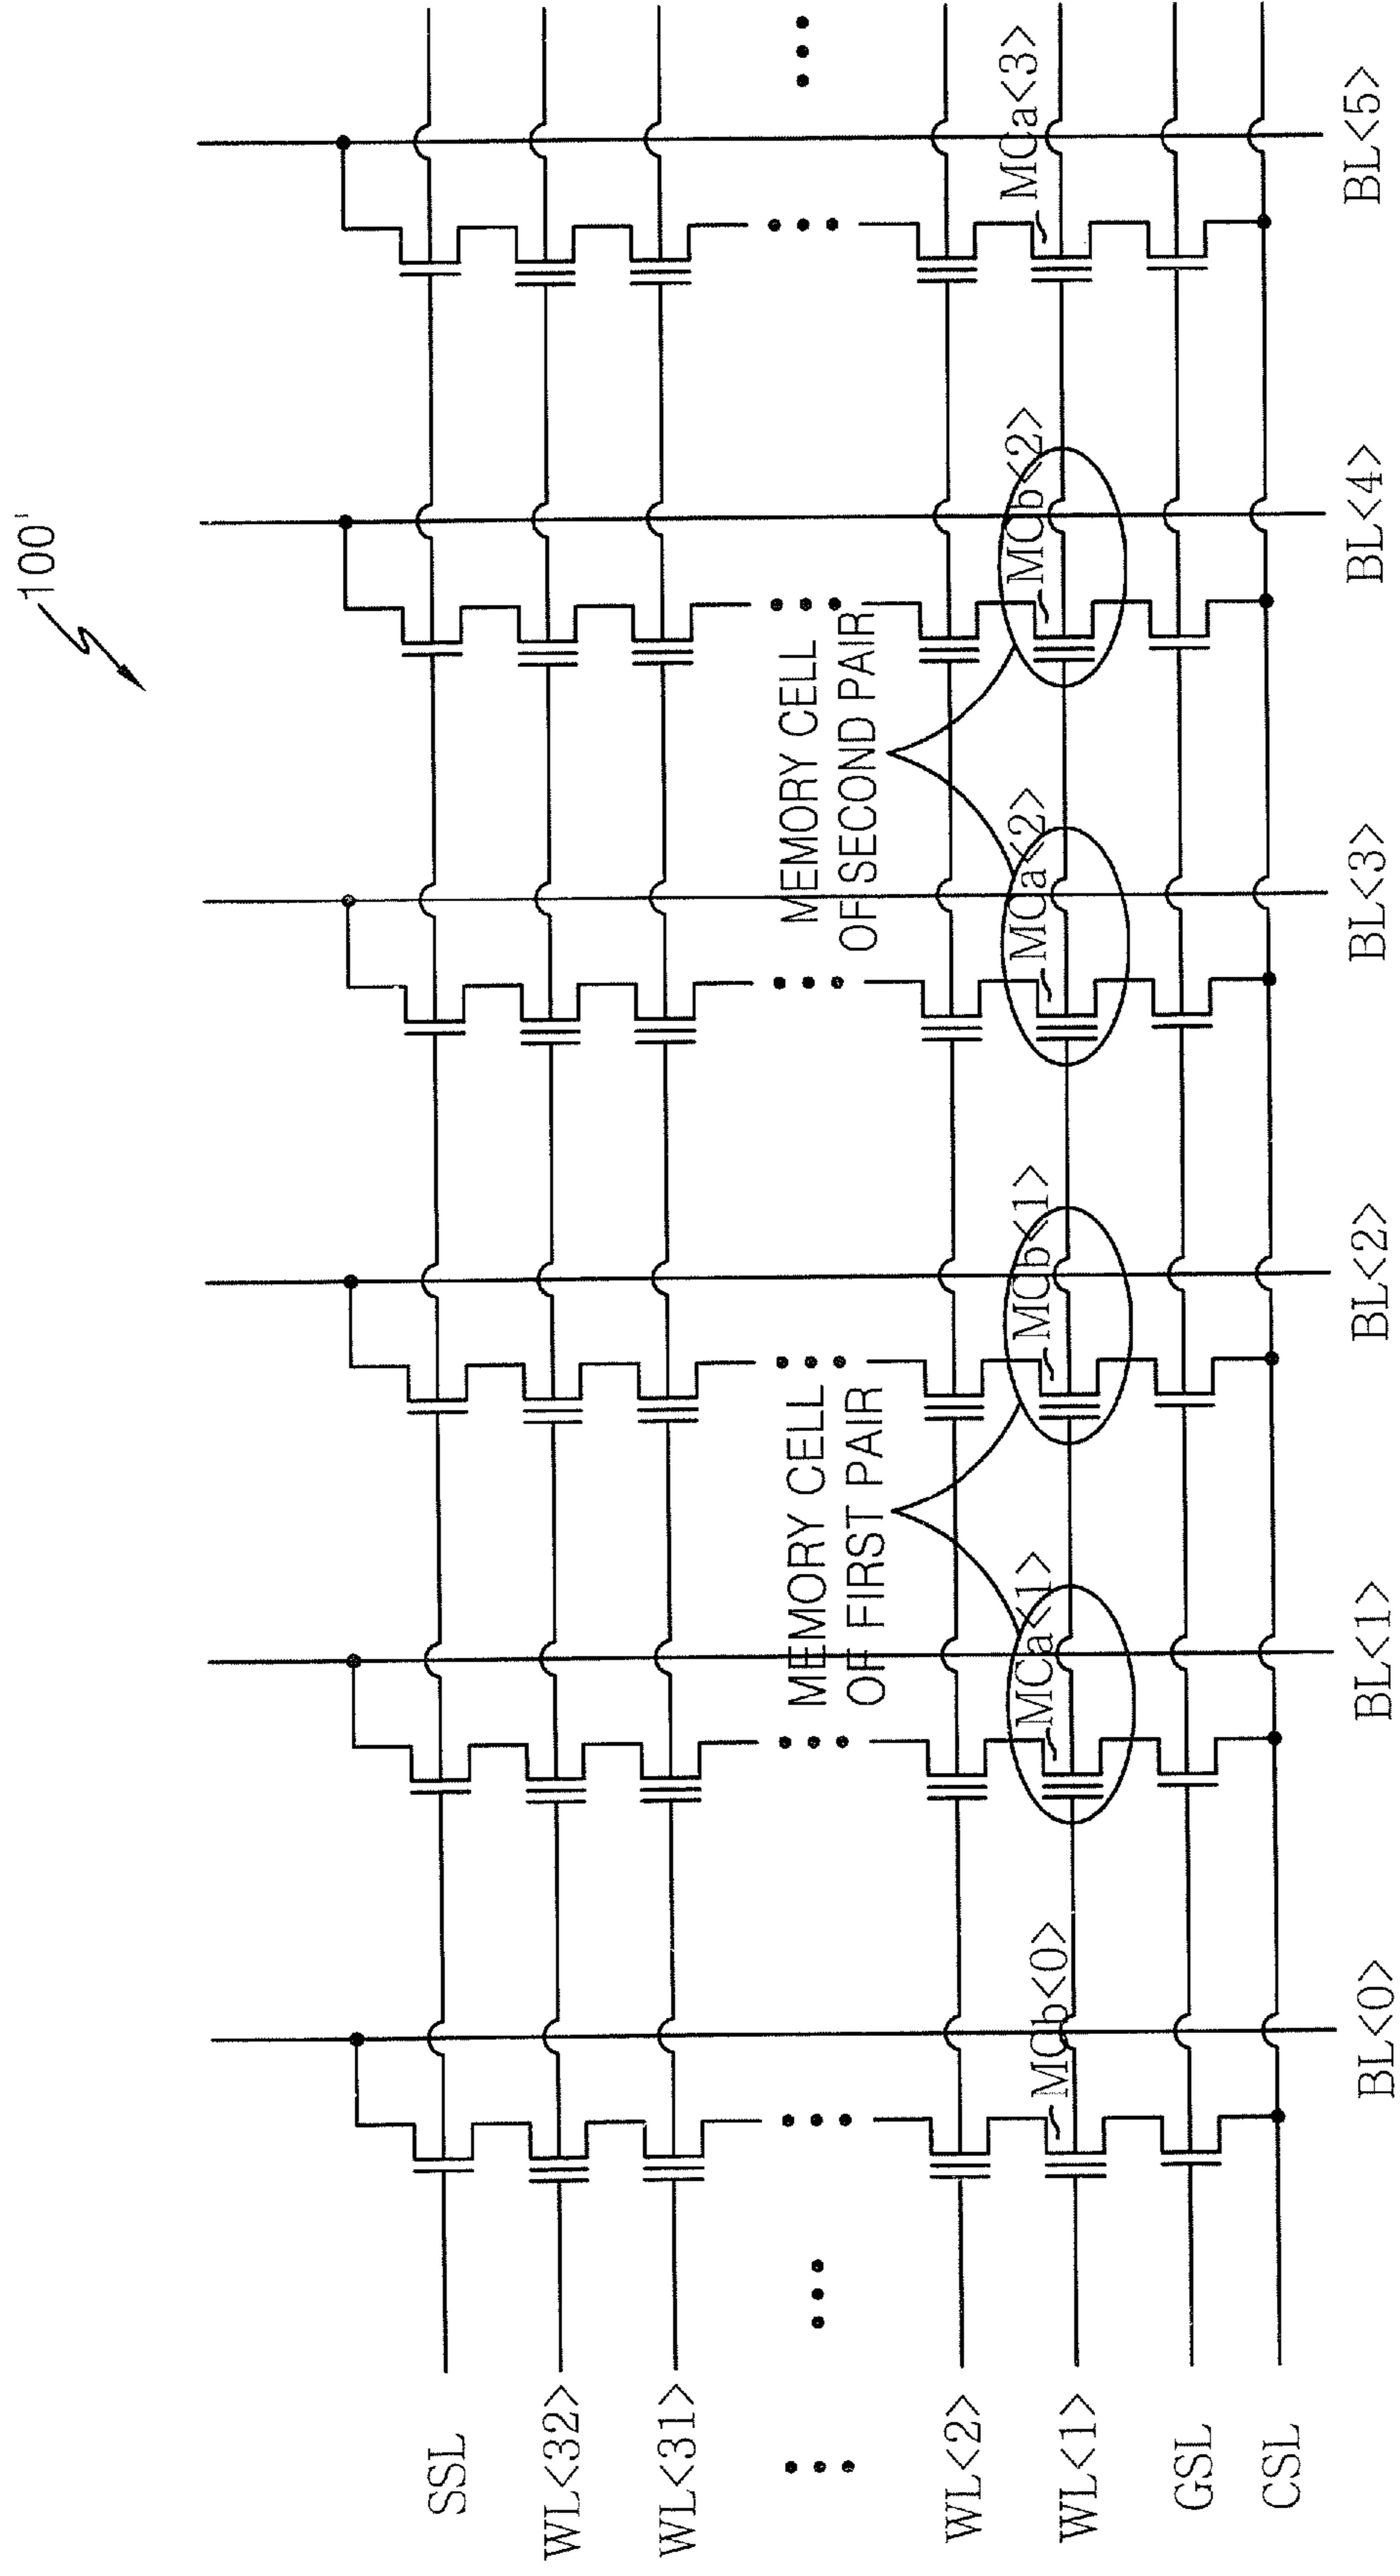 100'
SSL
WL<32>
WL<31>
WL<2>
WL<1>
GSL
CSL
MEMORY CELL
OF FIRST PAIR
MEMORY CELL
OF SECOND PAIR
MCb<0>
MCa<1>
MCb<1>
MCa<2>
MCb<2>
MCa<3>
BL<0>
BL<1>
BL<2>
BL<3>
BL<4>
BL<5>